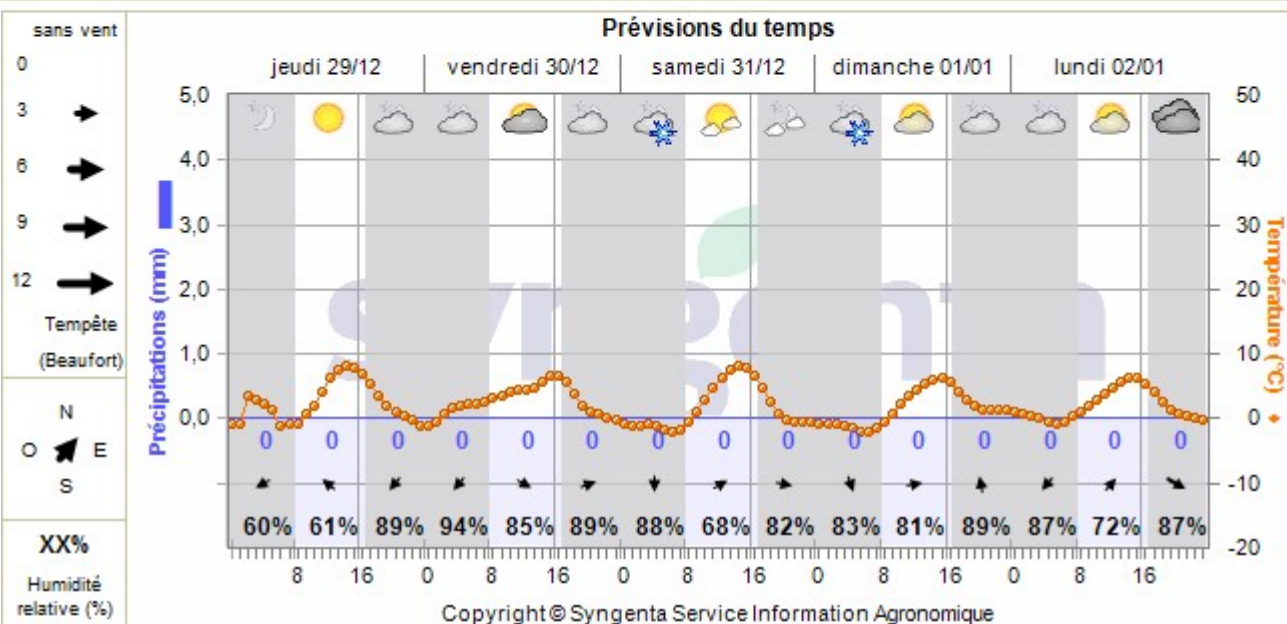 sans vent
0
3
6
9
12
Tempête
(Beaufort)
N
O E
S
XX%
Humidité
relative (%)
Prévisions du temps
jeudi 29/12 vendredi 30/12 samedi 31/12 dimanche 01/01 lundi 02/01
Précipitations (mm)
5,0 50
4,0 40
3,0 30
2,0 20
1,0 10
0,0 0
-10
-20
Température (°C)
syngenta
0 0 0 0 0 0 0 0 0 0 0 0 0 0 0
60% 61% 89% 94% 85% 89% 88% 68% 82% 83% 81% 89% 87% 72% 87%
8 16 0 8 16 0 8 16 0 8 16 0 8 16
Copyright © Syngenta Service Information Agronomique